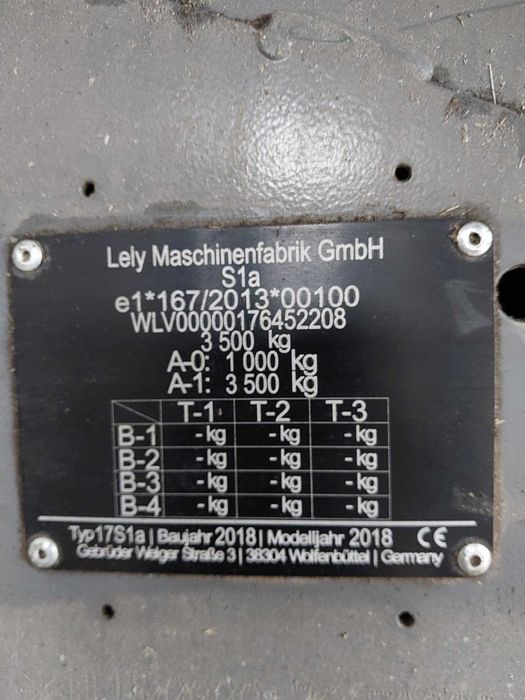 Lely Maschinenfabrik GmbH
S1a
e1*167/2013*00100
WLV00000176452208
3 500 kg
A-0: 1 000 kg
A-1: 3 500 kg
T-1 T-2 T-3
B-1 -kg -kg -kg
B-2 -kg -kg -kg
B-3 -kg -kg -kg
B-4 -kg -kg -kg
Typ17S1a | Baujahr 2018 | Modelljahr 2018 CE
Gebrüder Welger Straße 3 | 38304 Wolfenbüttel | Germany